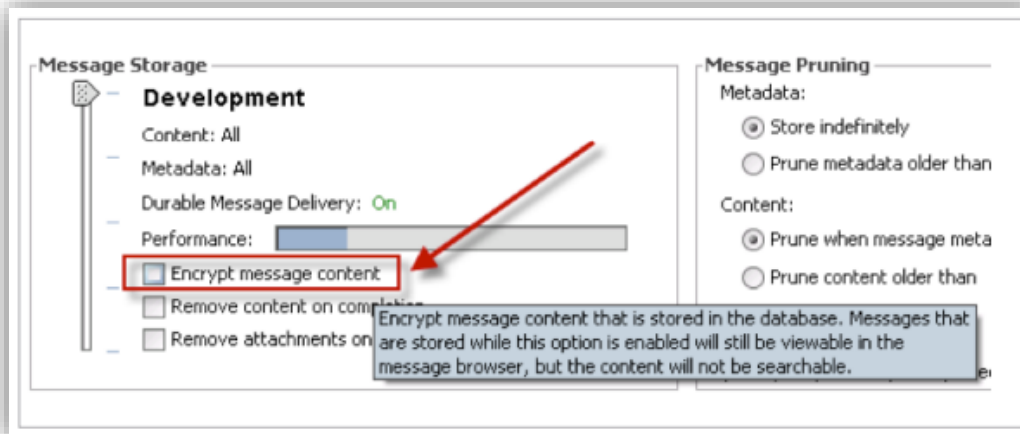 Message Storage
Development
Content: All
Metadata: All
Durable Message Delivery: On
Performance:
Encrypt message content
Remove content on completion
Remove attachments on
Encrypt message content that is stored in the database. Messages that
are stored while this option is enabled will still be viewable in the
message browser, but the content will not be searchable.
Message Pruning
Metadata:
Store indefinitely
Prune metadata older than
Content:
Prune when message meta
Prune content older than